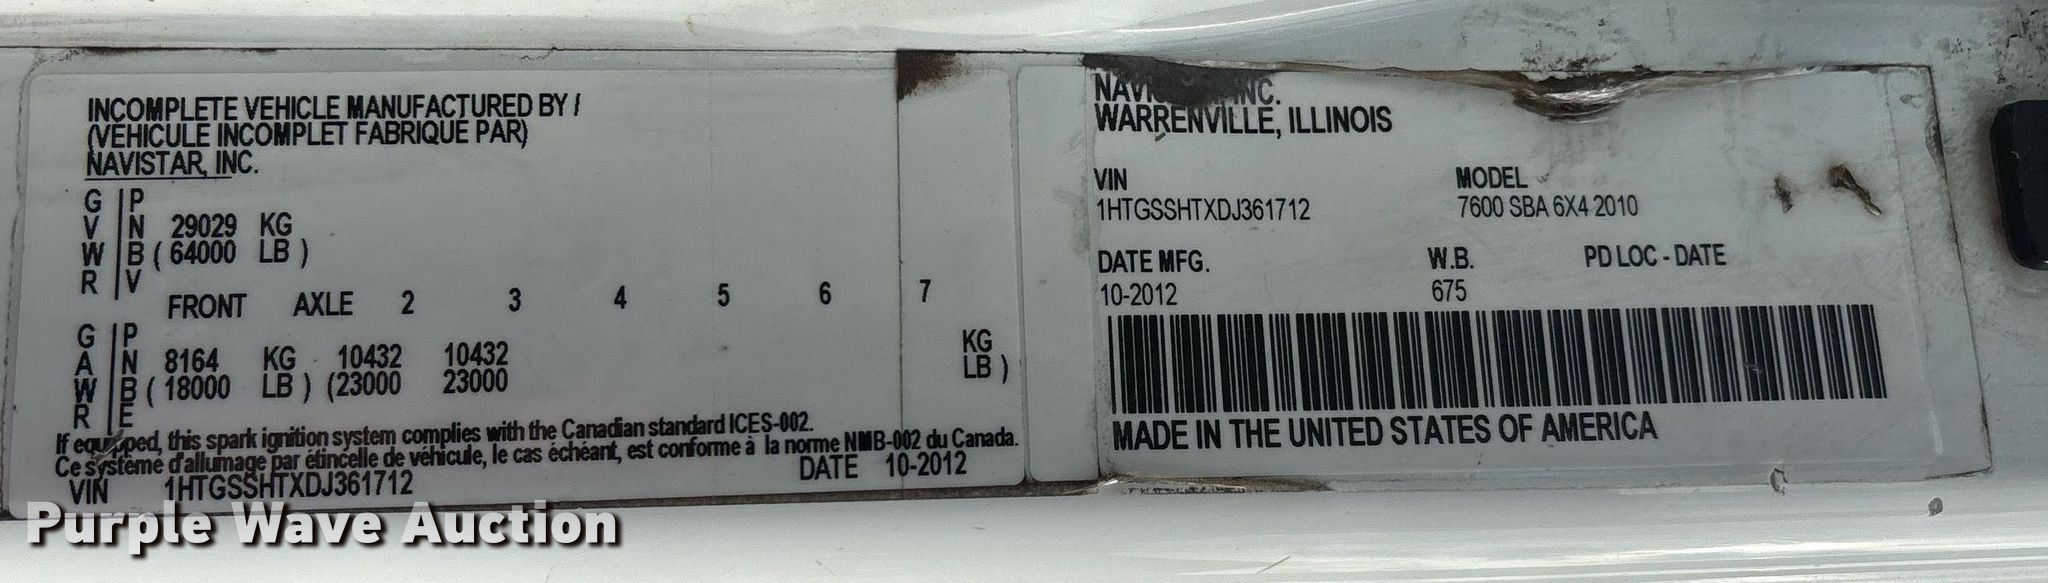 INCOMPLETE VEHICLE MANUFACTURED BY /
(VEHICULE INCOMPLET FABRIQUE PAR)
NAVISTAR, INC.
G P
V N 29029 KG
W B ( 64000 LB )
R V
FRONT AXLE 2 3 4 5 6 7
G P
A N 8164 KG 10432 10432 KG
W B ( 18000 LB ) (23000 23000 LB )
R E
If equipped, this spark ignition system complies with the Canadian standard ICES-002.
Ce système d'allumage par étincelle de véhicule, le cas échéant, est conforme à la norme NMB-002 du Canada.
DATE 10-2012
VIN 1HTGSSHTXDJ361712
NAVISTAR, INC.
WARRENVILLE, ILLINOIS
VIN MODEL
1HTGSSHTXDJ361712 7600 SBA 6X4 2010
DATE MFG. W.B. PD LOC - DATE
10-2012 675
MADE IN THE UNITED STATES OF AMERICA
Purple Wave Auction